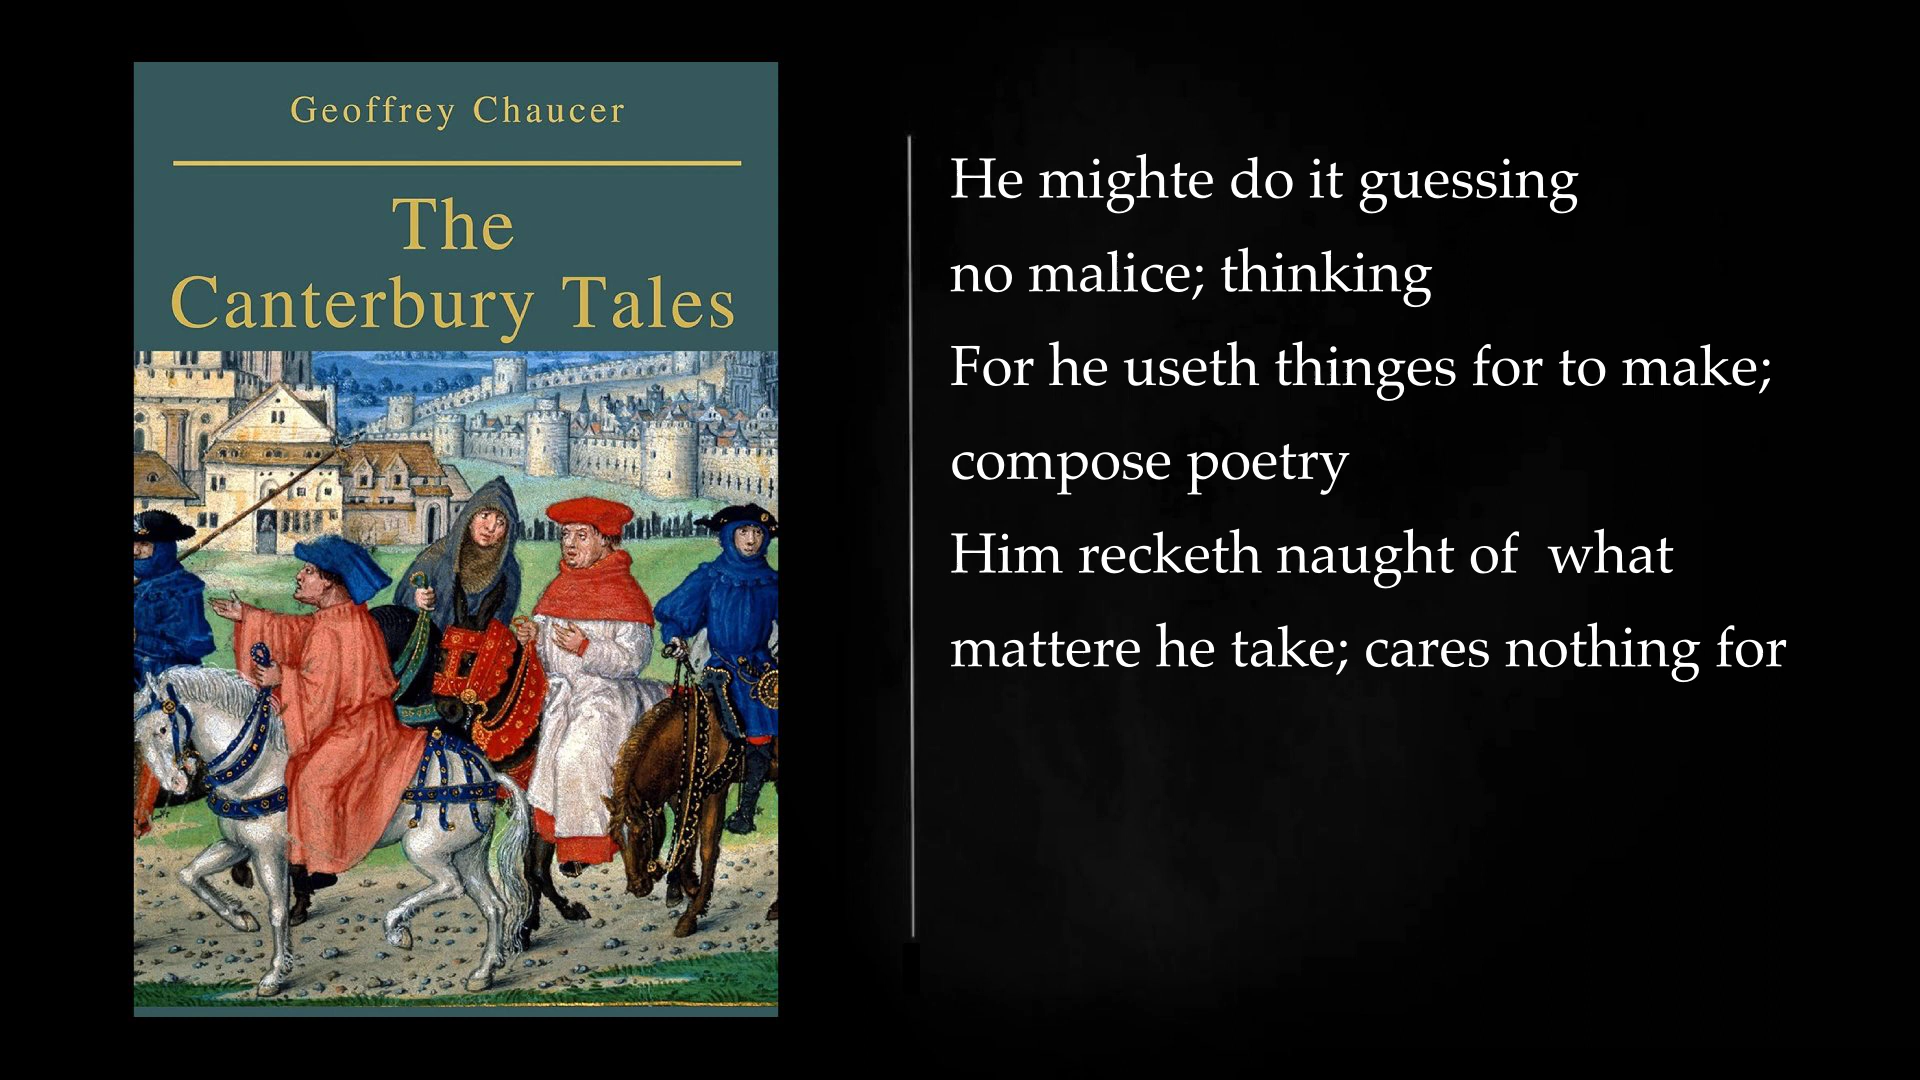 Geoffrey Chaucer
The
Canterbury Tales
He mighte do it guessing
no malice; thinking
For he useth thinges for to make;
compose poetry
Him recketh naught of  what
mattere he take; cares nothing for